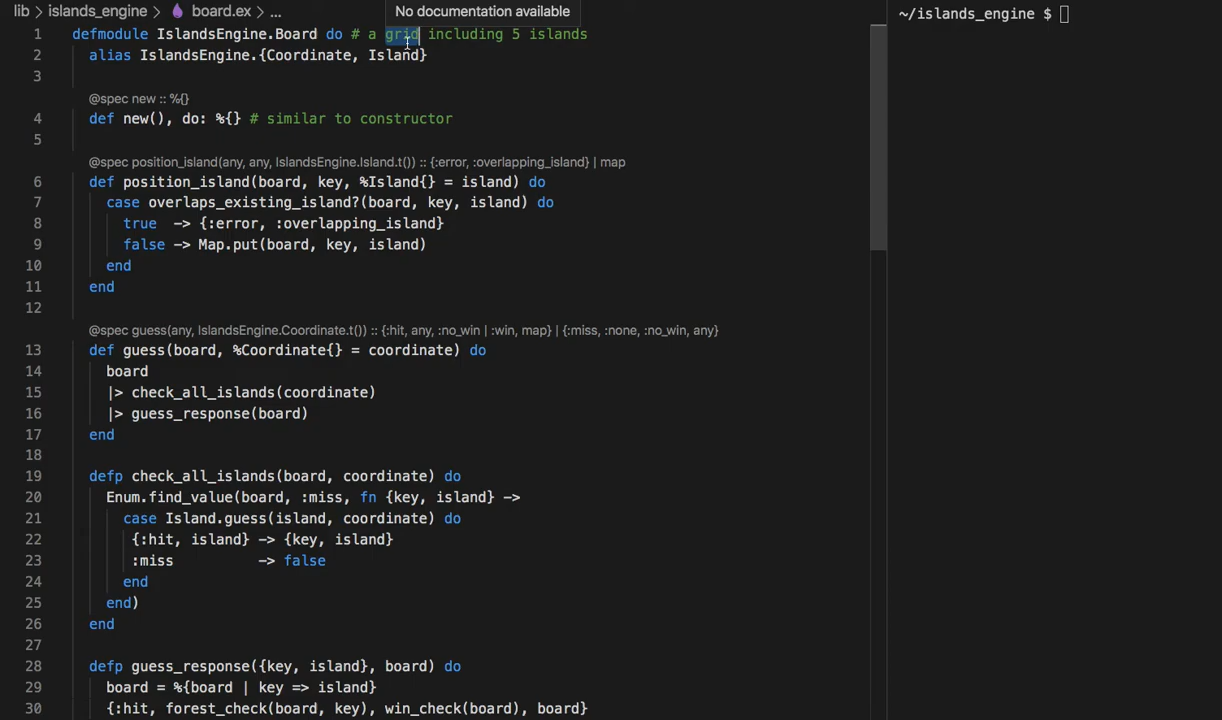 lib > islands_engine > board.ex > ...
No documentation available
~/islands_engine $
1 defmodule IslandsEngine.Board do # a grid including 5 islands
2 alias IslandsEngine.{Coordinate, Island}
3
@spec new :: %{}
4 def new(), do: %{} # similar to constructor
5
@spec position_island(any, any, IslandsEngine.Island.t()) :: {:error, :overlapping_island} | map
6 def position_island(board, key, %Island{} = island) do
7 case overlaps_existing_island?(board, key, island) do
8 true -> {:error, :overlapping_island}
9 false -> Map.put(board, key, island)
10 end
11 end
12
@spec guess(any, IslandsEngine.Coordinate.t()) :: {:hit, any, :no_win | :win, map} | {:miss, :none, :no_win, any}
13 def guess(board, %Coordinate{} = coordinate) do
14 board
15 |> check_all_islands(coordinate)
16 |> guess_response(board)
17 end
18
19 defp check_all_islands(board, coordinate) do
20 Enum.find_value(board, :miss, fn {key, island} ->
21 case Island.guess(island, coordinate) do
22 {:hit, island} -> {key, island}
23 :miss -> false
24 end
25 end)
26 end
27
28 defp guess_response({key, island}, board) do
29 board = %{board | key => island}
30 {:hit, forest_check(board, key), win_check(board), board}